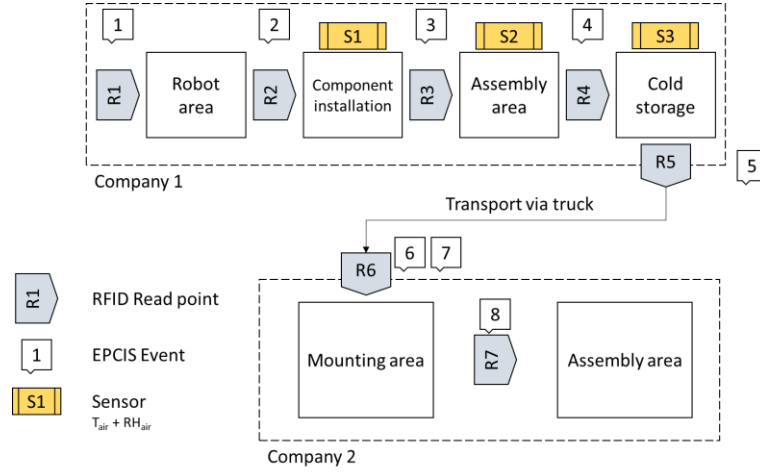 1
2
S1
3
S2
4
S3
R1
Robot
area
R2
Component
installation
R3
Assembly
area
R4
Cold
storage
R5
5
Company 1
Transport via truck
R6
6
7
R1
RFID Read point
8
1
EPCIS Event
Mounting area
R7
Assembly area
S1
Sensor
Tair + RHair
Company 2